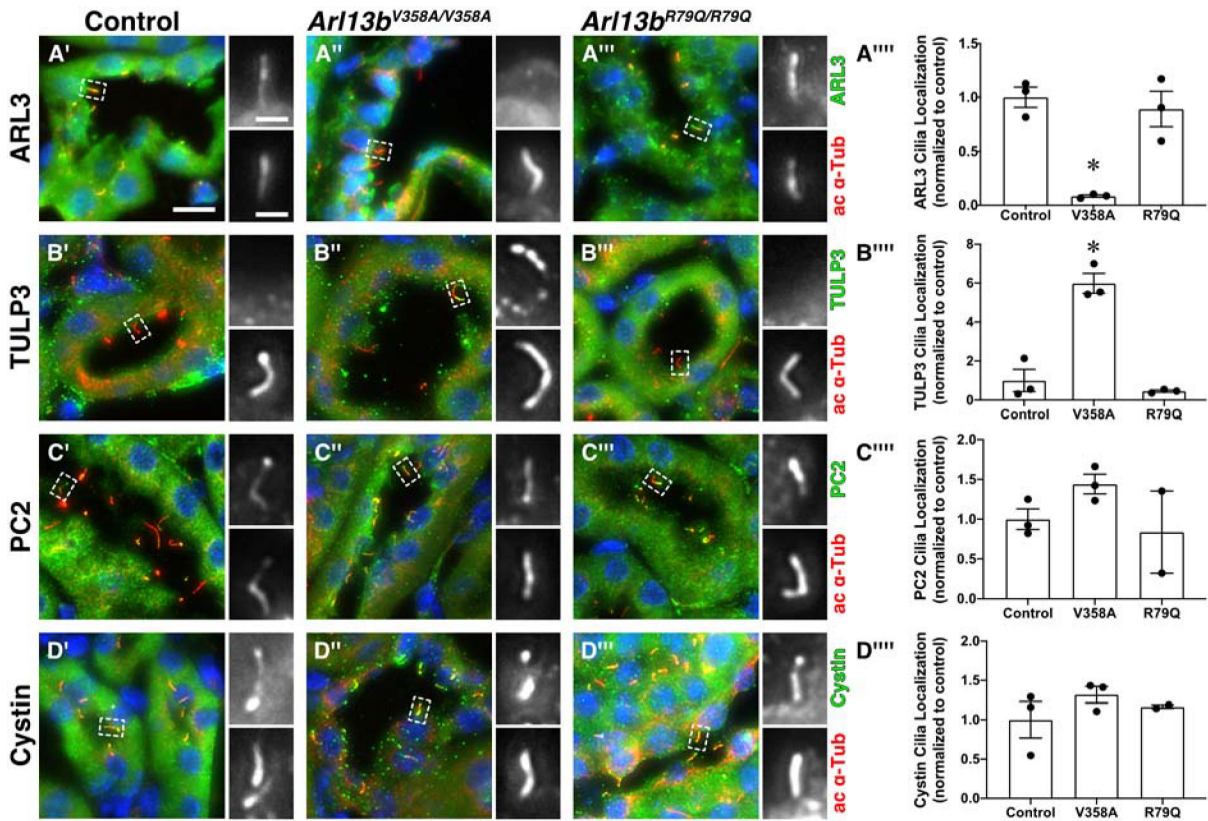 Control
Arl13bV358A/V358A
Arl13bR79Q/R79Q
ARL3
A'
A''
A'''
ac α-Tub ARL3
A''''
ARL3 Cilia Localization
(normalized to control)
1.5
1.0
0.5
0.0
*
Control V358A R79Q
TULP3
B'
B''
B'''
ac α-Tub TULP3
B''''
TULP3 Cilia Localization
(normalized to control)
8
6
4
2
0
*
Control V358A R79Q
PC2
C'
C''
C'''
ac α-Tub PC2
C''''
PC2 Cilia Localization
(normalized to control)
2.0
1.5
1.0
0.5
0.0
Control V358A R79Q
Cystin
D'
D''
D'''
ac α-Tub Cystin
D''''
Cystin Cilia Localization
(normalized to control)
2.0
1.5
1.0
0.5
0.0
Control V358A R79Q